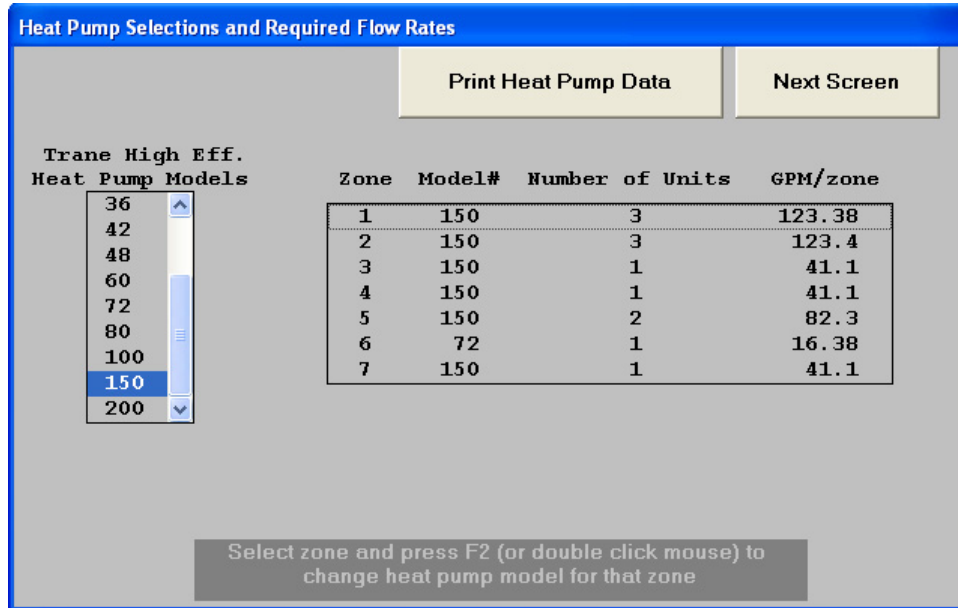 Heat Pump Selections and Required Flow Rates
Print Heat Pump Data Next Screen
Trane High Eff.
Heat Pump Models
36
42
48
60
72
80
100
150
200
Zone Model# Number of Units GPM/zone
1 150 3 123.38
2 150 3 123.4
3 150 1 41.1
4 150 1 41.1
5 150 2 82.3
6 72 1 16.38
7 150 1 41.1
Select zone and press F2 (or double click mouse) to
change heat pump model for that zone